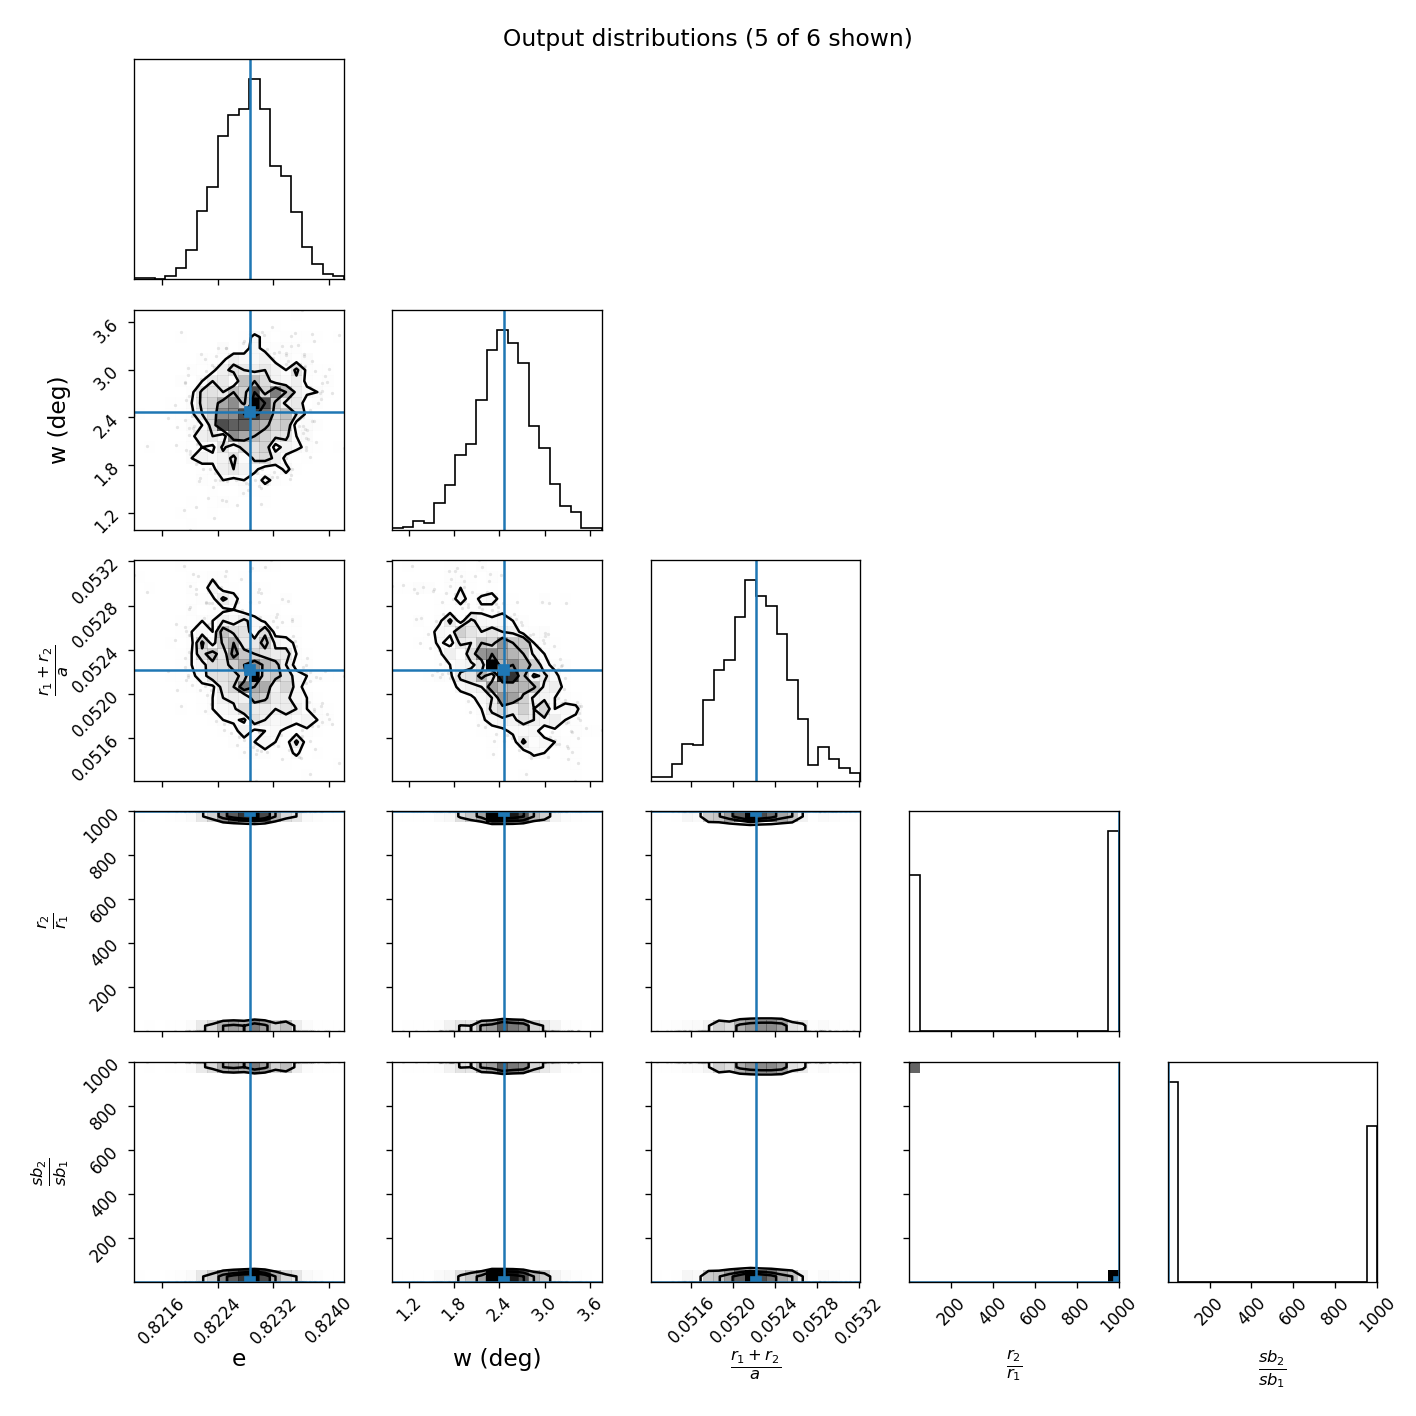 Output distributions (5 of 6 shown)
w (deg)
3.6
3.0
2.4
1.8
1.2
r₁ + r₂
a
0.0532
0.0528
0.0524
0.0520
0.0516
r₂
r₁
1000
800
600
400
200
sb₂
sb₁
1000
800
600
400
200
0.8216 0.8224 0.8232 0.8240
1.2 1.8 2.4 3.0 3.6
0.0516 0.0520 0.0524 0.0528 0.0532
200 400 600 800 1000
200 400 600 800 1000
e
w (deg)
r₁ + r₂
a
r₂
r₁
sb₂
sb₁